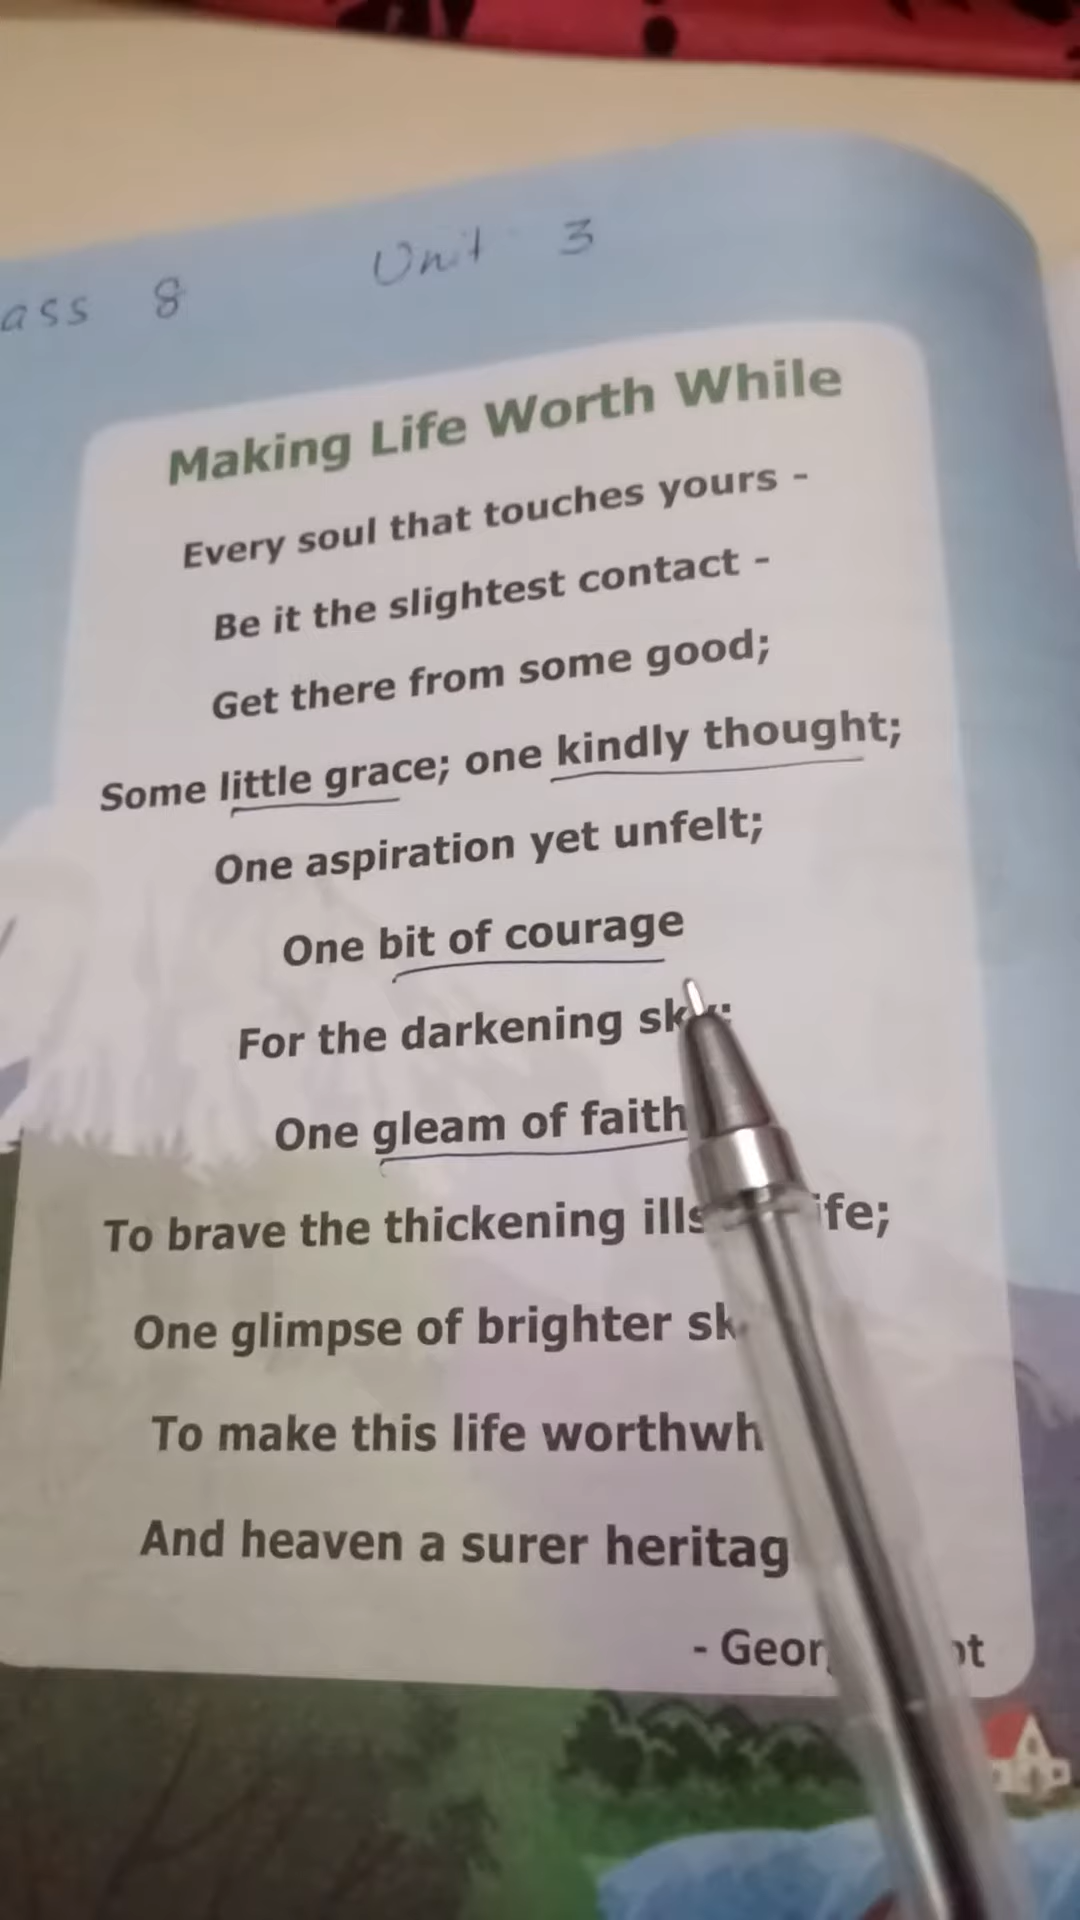 ass 8 Unit 3
Making Life Worth While
Every soul that touches yours -
Be it the slightest contact -
Get there from some good;
Some little grace; one kindly thought;
One aspiration yet unfelt;
One bit of courage
For the darkening
One gleam of faith
To brave the thickening ills
One glimpse of brighter
To make this life
And heaven a surer
-